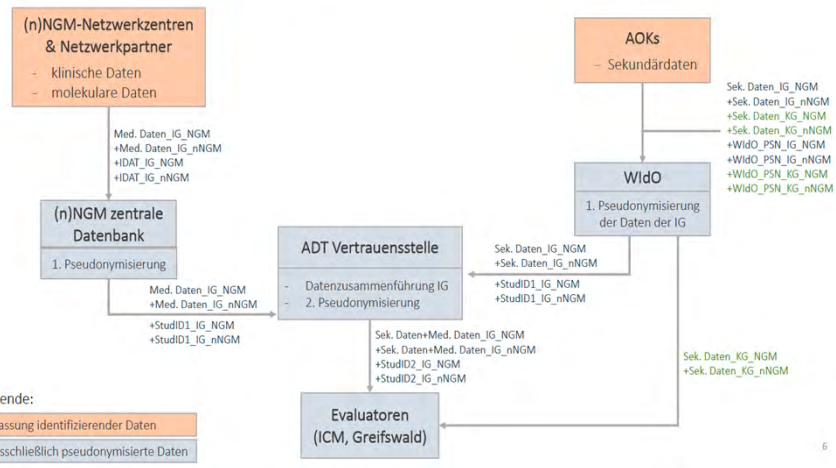 (n)NGM-Netzwerkzentren
& Netzwerkpartner
- klinische Daten
- molekulare Daten
AOKs
- Sekundärdaten
Med. Daten_IG_NGM
+Med. Daten_IG_nNGM
+IDAT_IG_NGM
+IDAT_IG_nNGM
Sek. Daten_IG_NGM
+Sek. Daten_IG_nNGM
+Sek. Daten_KG_NGM
+Sek. Daten_KG_nNGM
+WIdO_PSN_IG_NGM
+WIdO_PSN_IG_nNGM
+WIdO_PSN_KG_NGM
+WIdO_PSN_KG_nNGM
WIdO
1. Pseudonymisierung
der Daten der IG
(n)NGM zentrale
Datenbank
1. Pseudonymisierung
ADT Vertrauensstelle
- Datenzusammenführung IG
- 2. Pseudonymisierung
Sek. Daten_IG_NGM
+Sek. Daten_IG_nNGM
+StudID1_IG_NGM
+StudID1_IG_nNGM
Med. Daten_IG_NGM
+Med. Daten_IG_nNGM
+StudID1_IG_NGM
+StudID1_IG_nNGM
Sek. Daten+Med. Daten_IG_NGM
+Sek. Daten+Med. Daten_IG_nNGM
+StudID2_IG_NGM
+StudID2_IG_nNGM
Sek. Daten_KG_NGM
+Sek. Daten_KG_nNGM
Evaluatoren
(ICM, Greifswald)
ende:
assung identifizierender Daten
sschließlich pseudonymisierte Daten
6